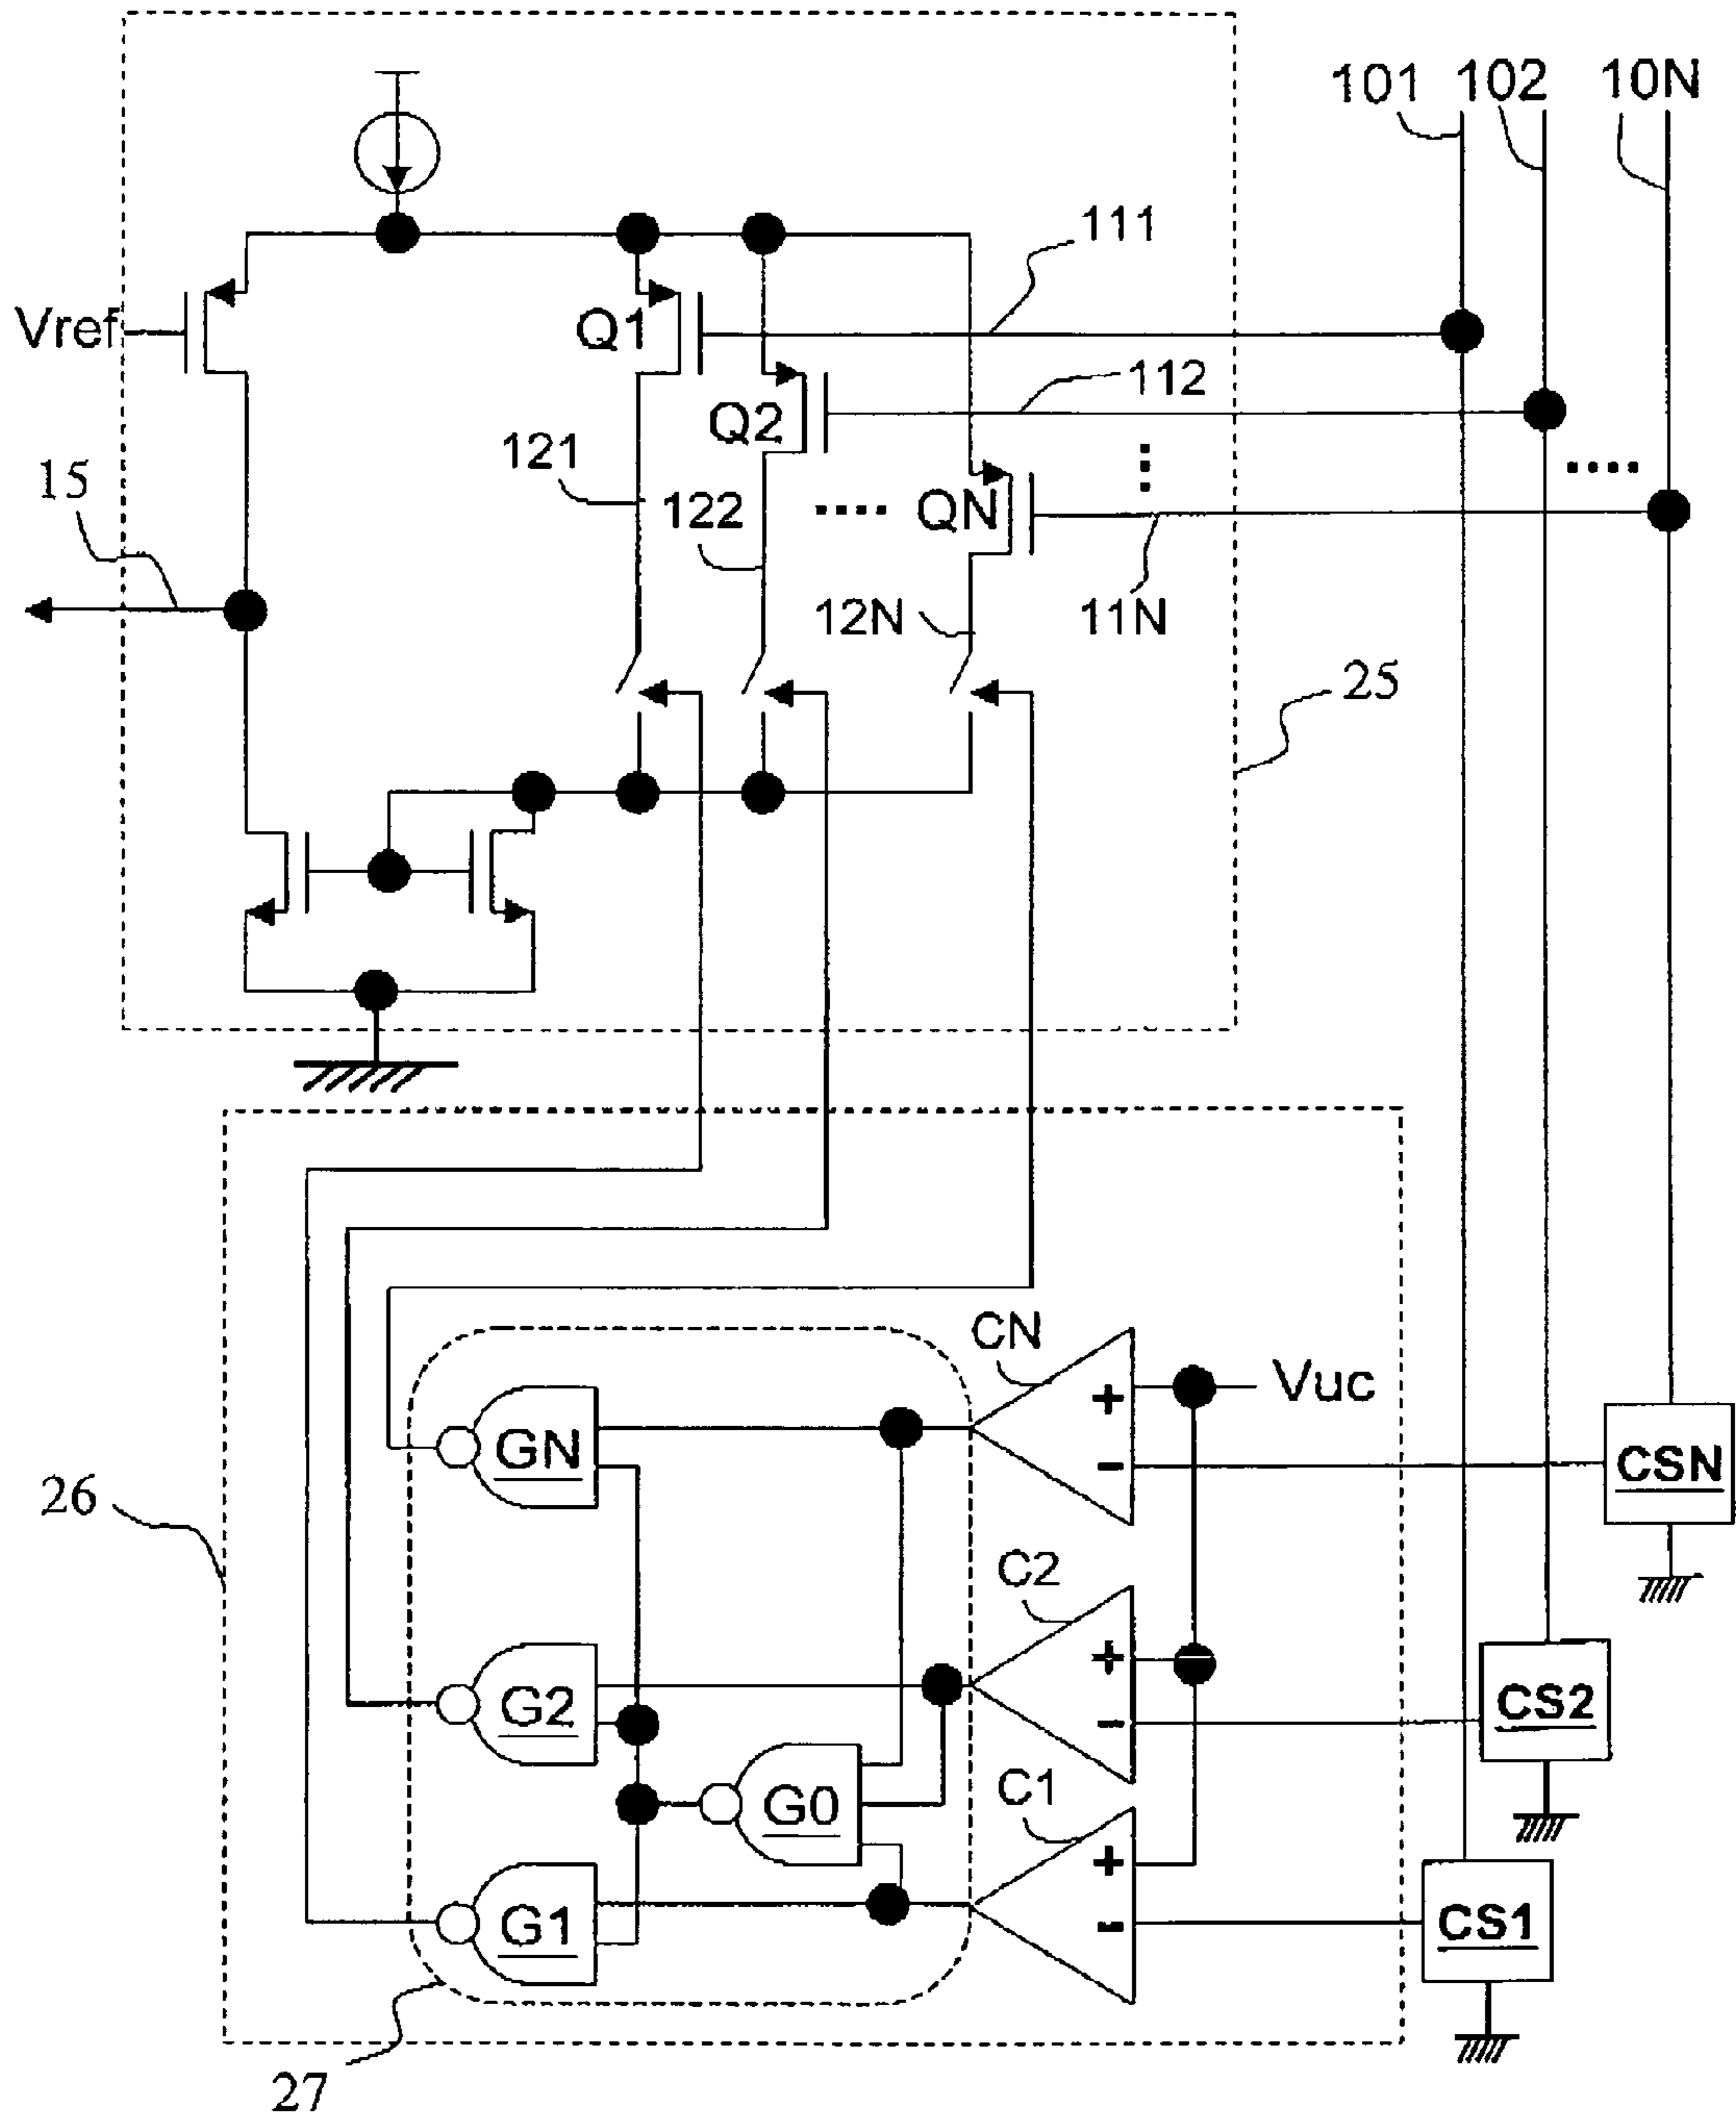 101 102 10N
111
Vref
Q1
112
Q2
121
15
122
.... QN
....
12N
11N
25
CN
+
Vuc
GN
-
CSN
26
C2
+
G2
-
CS2
C1
G0
+
G1
-
CS1
27